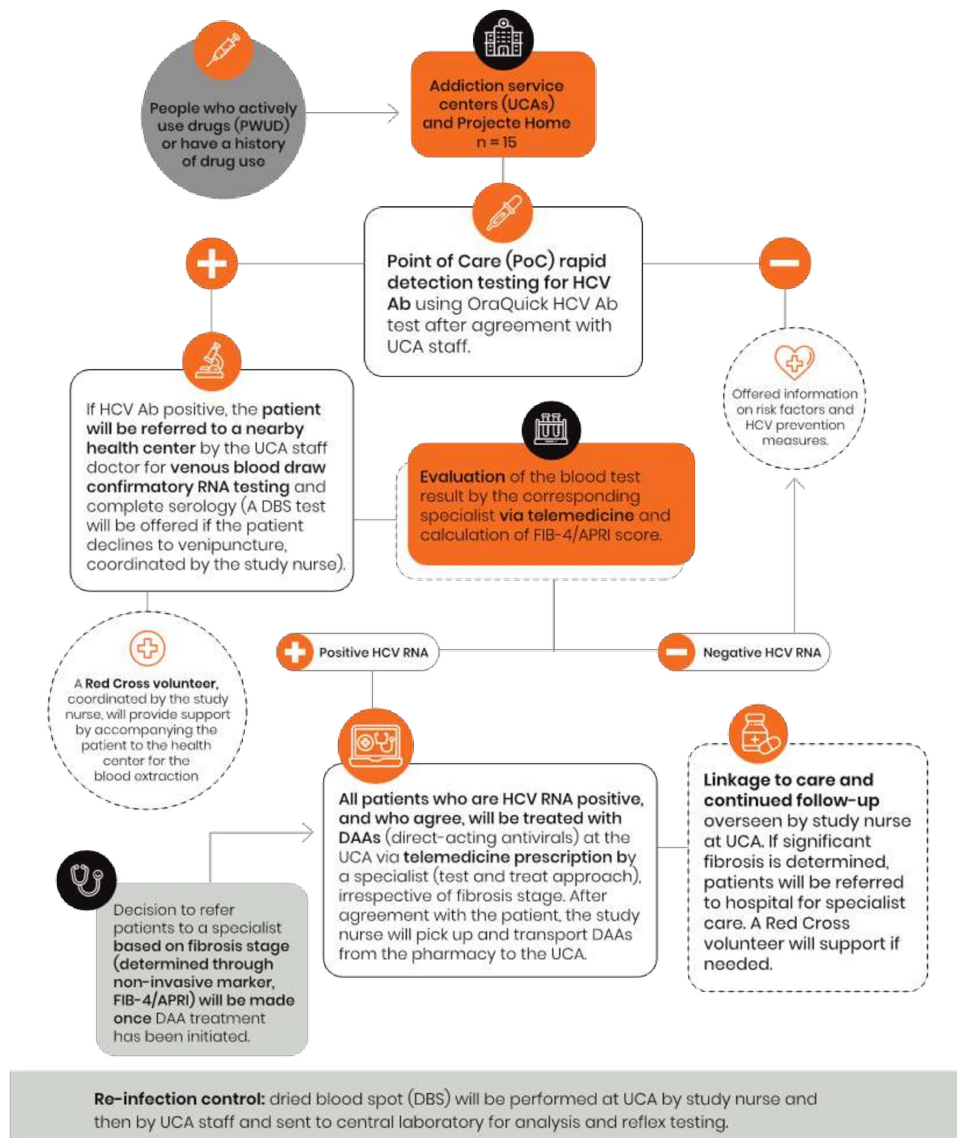 People who actively
use drugs (PWUD)
or have a history
of drug use
Addiction service
centers (UCAs)
and Projecte Home
n = 15
Point of Care (PoC) rapid
detection testing for HCV
Ab using OraQuick HCV Ab
test after agreement with
UCA staff.
If HCV Ab positive, the patient
will be referred to a nearby
health center by the UCA staff
doctor for venous blood draw
confirmatory RNA testing and
complete serology (A DBS test
will be offered if the patient
declines to venipuncture,
coordinated by the study nurse).
Offered information
on risk factors and
HCV prevention
measures.
Evaluation of the blood test
result by the corresponding
specialist via telemedicine and
calculation of FIB-4/APRI score.
A Red Cross volunteer,
coordinated by the study
nurse, will provide support
by accompanying the
patient to the health
center for the
blood extraction
Positive HCV RNA
Negative HCV RNA
All patients who are HCV RNA positive,
and who agree, will be treated with
DAAs (direct-acting antivirals) at the
UCA via telemedicine prescription by
a specialist (test and treat approach),
irrespective of fibrosis stage. After
agreement with the patient, the study
nurse will pick up and transport DAAs
from the pharmacy to the UCA.
Linkage to care and
continued follow-up
overseen by study nurse
at UCA. If significant
fibrosis is determined,
patients will be referred
to hospital for specialist
care. A Red Cross
volunteer will support if
needed.
Decision to refer
patients to a specialist
based on fibrosis stage
(determined through
non-invasive marker,
FIB-4/APRI) will be made
once DAA treatment
has been initiated.
Re-infection control: dried blood spot (DBS) will be performed at UCA by study nurse and
then by UCA staff and sent to central laboratory for analysis and reflex testing.